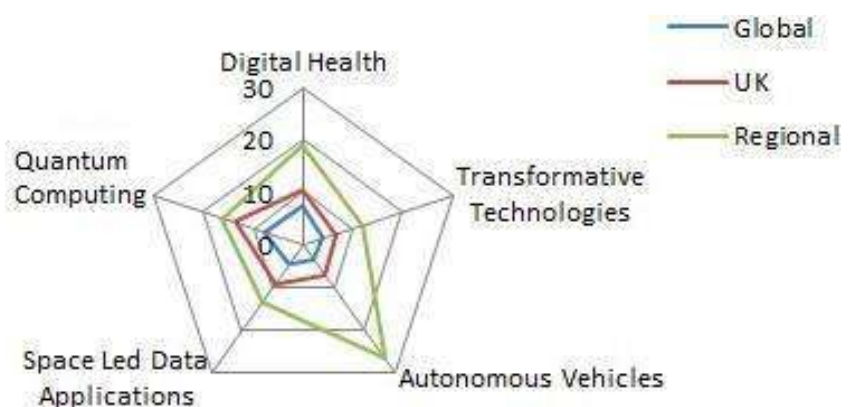 Global
Digital Health
30
UK
20
Regional
Quantum
Computing
10
Transformative
Technologies
0
Space Led Data
Applications
Autonomous Vehicles